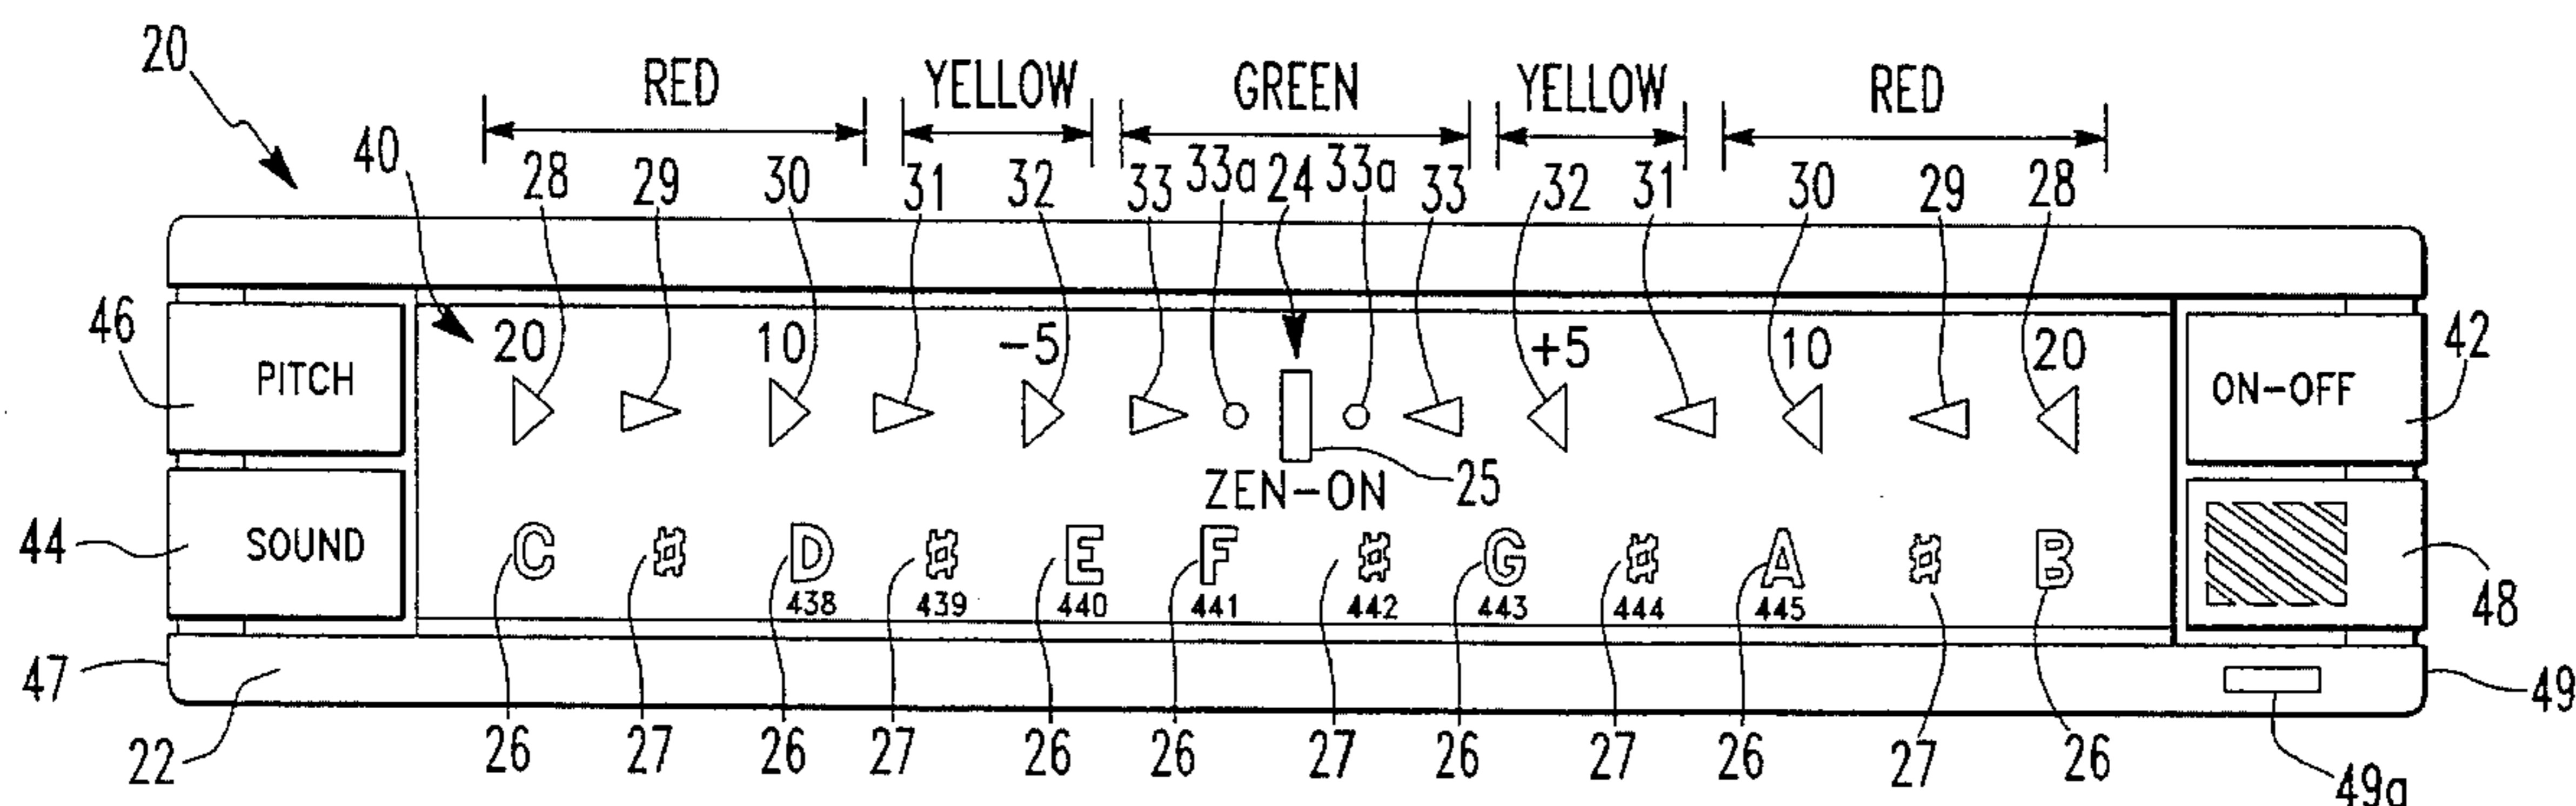 20
RED YELLOW GREEN YELLOW RED
40 28 29 30 31 32 33 33a 24 33a 33 32 31 30 29 28
46 PITCH 20 10 -5 +5 10 20 ON-OFF 42
ZEN-ON 25
44 SOUND C # D # E F # G # A # B 48
438 439 440 441 442 443 444 445
47 49
22 26 27 26 27 26 26 27 26 27 26 27 26 49a